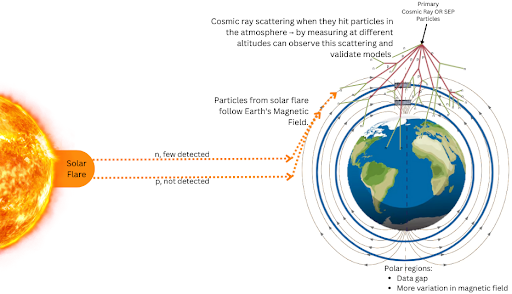 Primary
Cosmic Ray OR SEP
Particles
Cosmic ray scattering when they hit particles in
the atmosphere → by measuring at different
altitudes can observe this scattering and
validate models.
Particles from solar flare
follow Earth's Magnetic
Field.
n, few detected
Solar
Flare
p, not detected
Polar regions:
• Data gap
• More variation in magnetic field